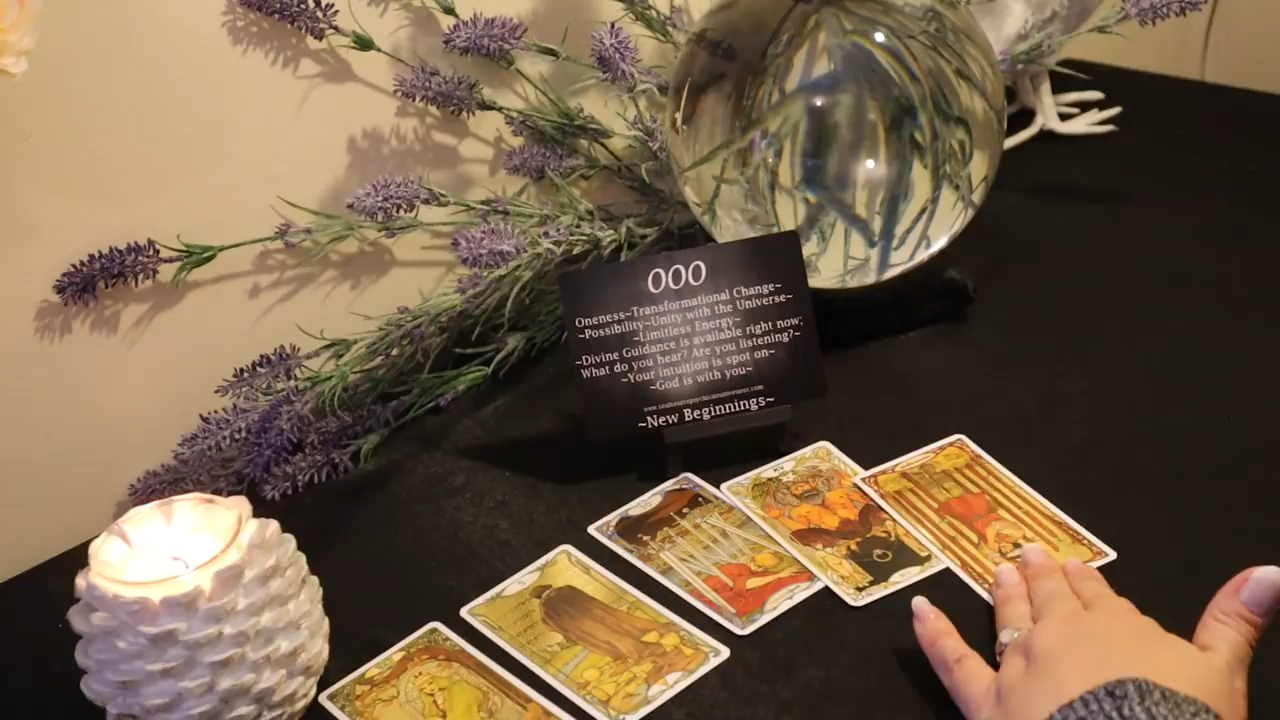 000
Oneness~Transformational Change~
~Possibility~Unity with the Universe~
~Limitless Energy~
~Divine Guidance is available right now;
What do you hear? Are you listening?~
~Your intuition is spot on~
~God is with you~
~New Beginnings~
XV